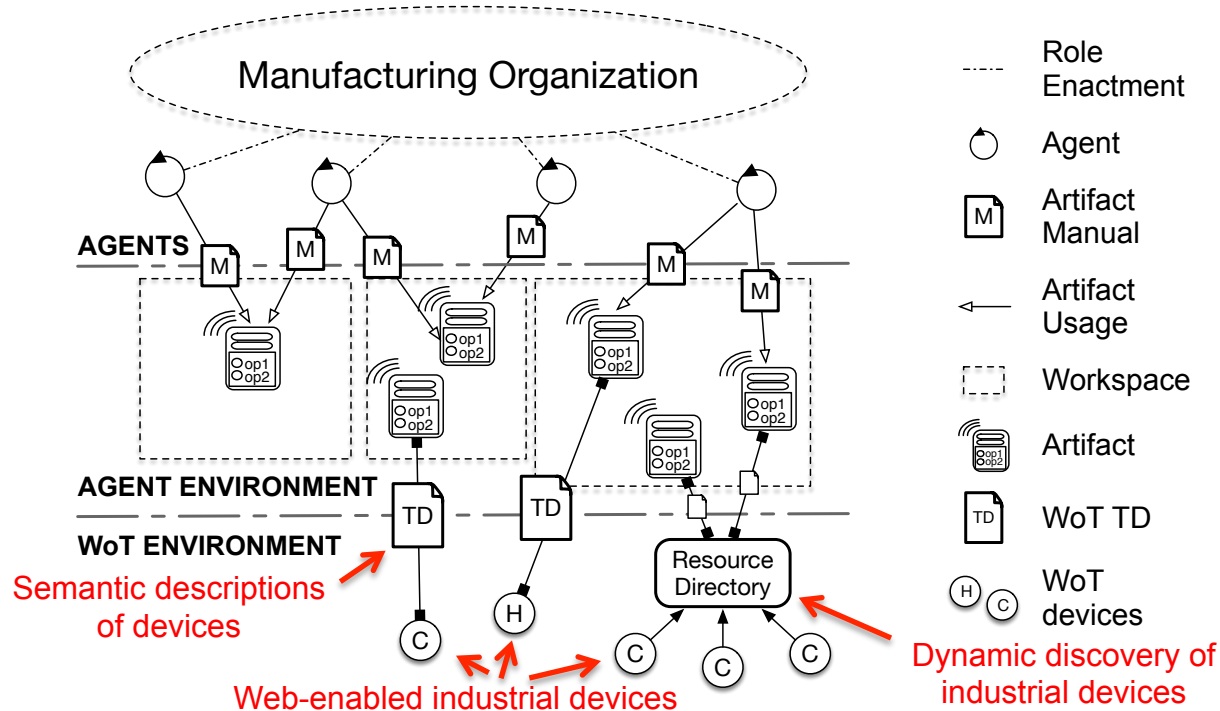 Manufacturing Organization
AGENTS
M
M
M
M
M
M
op1
op2
op1
op2
op1
op2
op1
op2
op1
op2
op1
op2
AGENT ENVIRONMENT
TD
TD
WoT ENVIRONMENT
Semantic descriptions
of devices
Resource
Directory
H
C
C
C
C
Web-enabled industrial devices
Dynamic discovery of
industrial devices
Role
Enactment
Agent
M
Artifact
Manual
Artifact
Usage
Workspace
op1
op2
Artifact
TD
WoT TD
H
C
WoT
devices